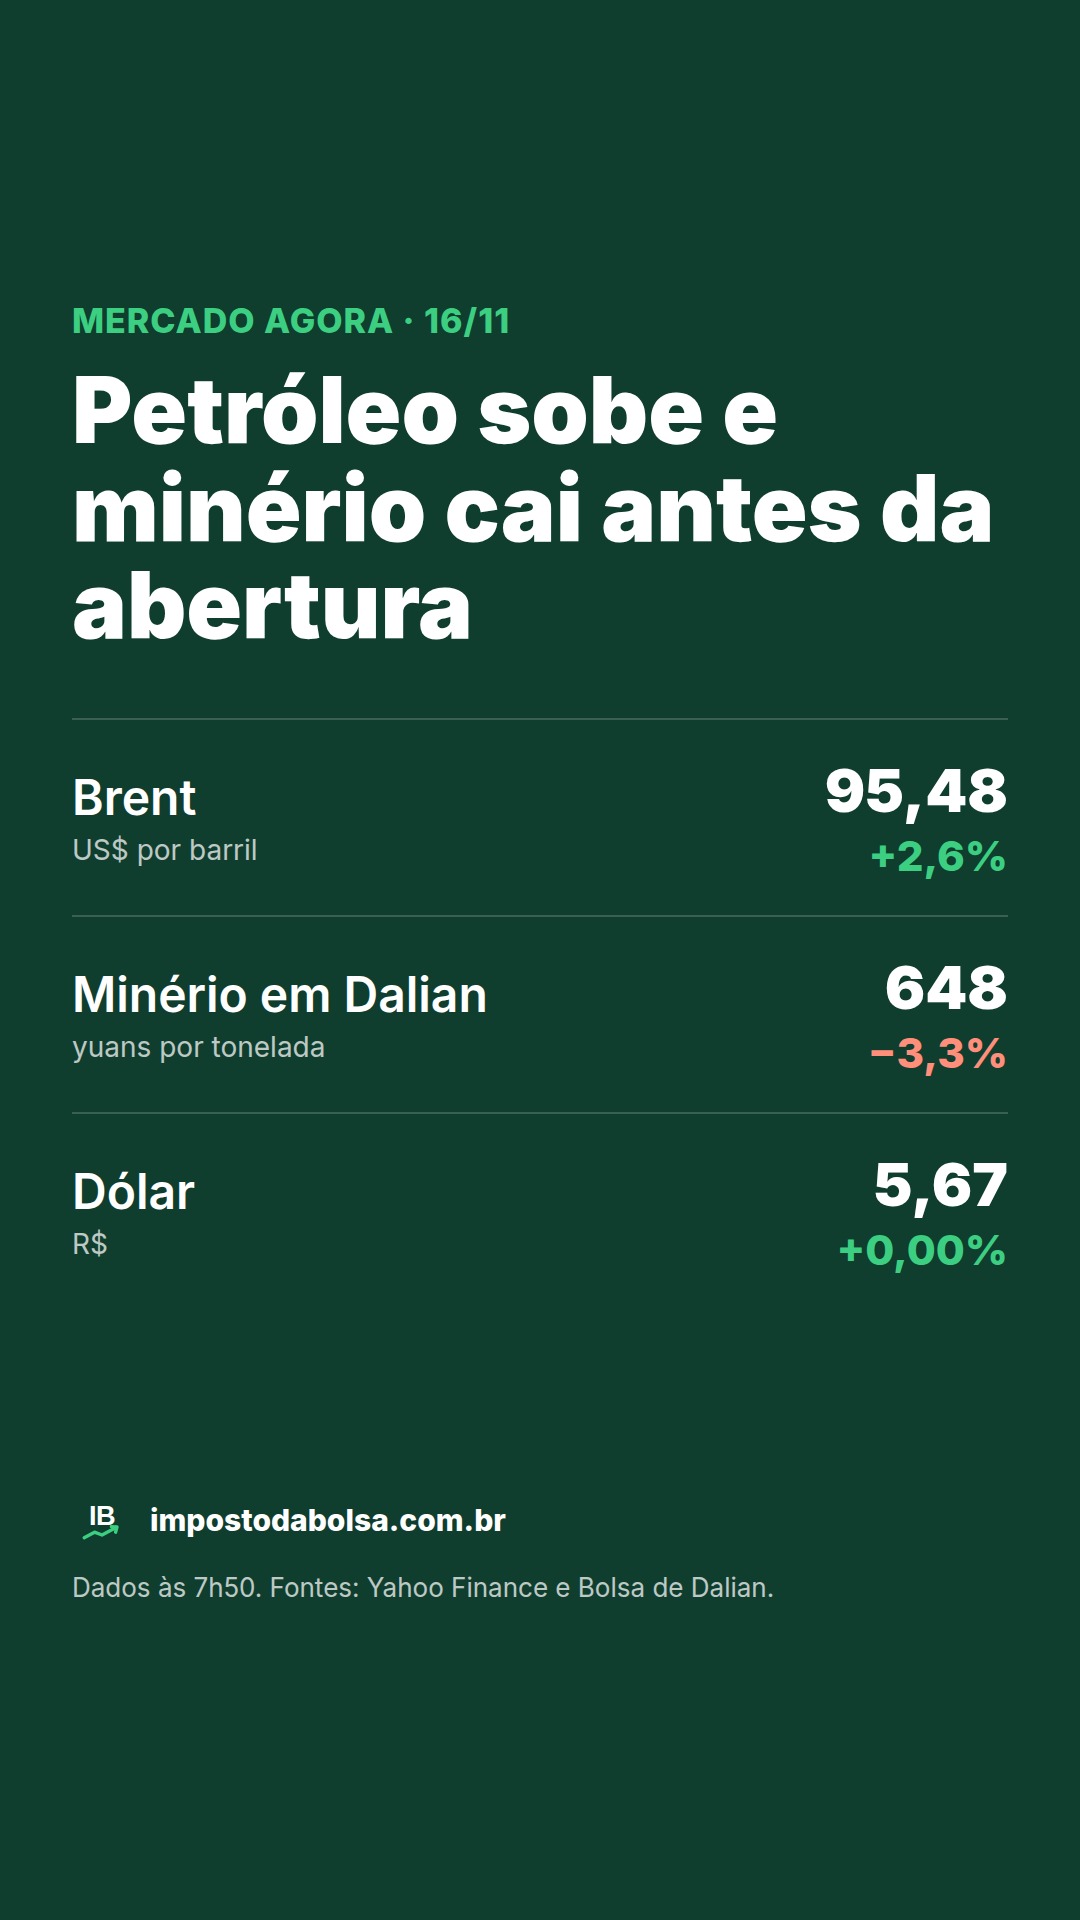 MERCADO AGORA · 16/11
Petróleo sobe e
minério cai antes da
abertura
Brent
US$ por barril
95,48
+2,6%
Minério em Dalian
yuans por tonelada
648
−3,3%
Dólar
R$
5,67
+0,00%
IB
impostodabolsa.com.br
Dados às 7h50. Fontes: Yahoo Finance e Bolsa de Dalian.